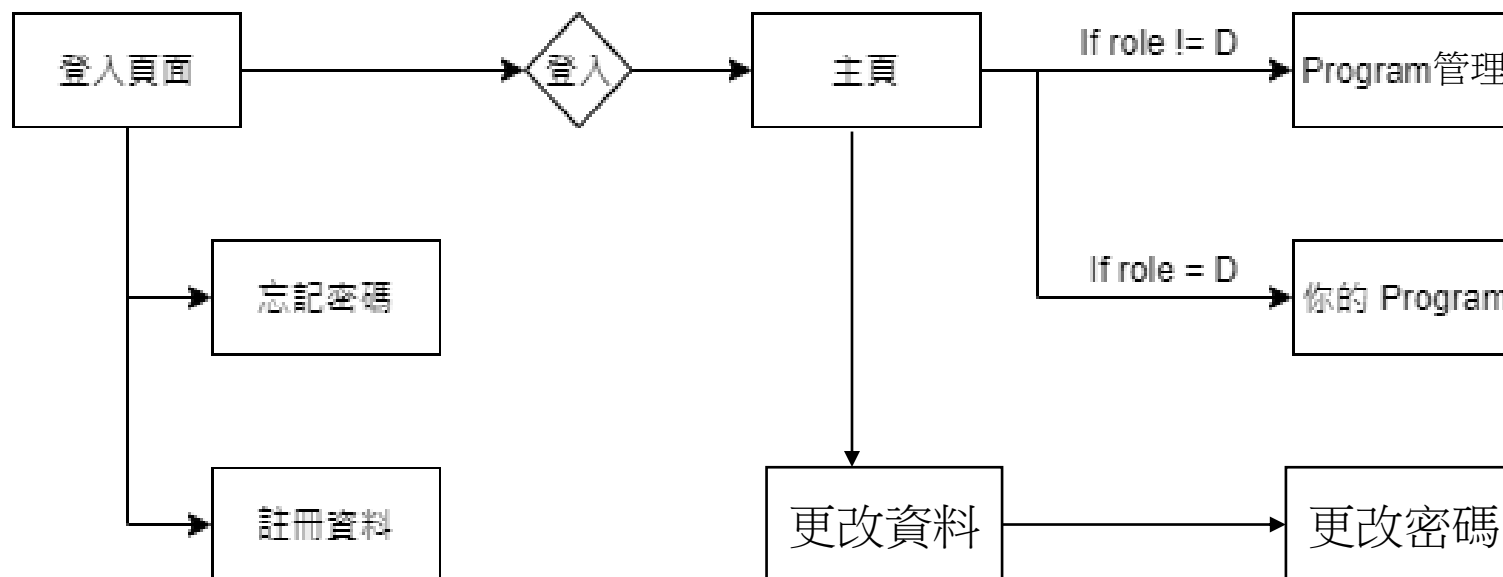 登入頁面
登入
主頁
If role != D
Program管理
忘記密碼
If role = D
你的 Program
註冊資料
更改資料
更改密碼